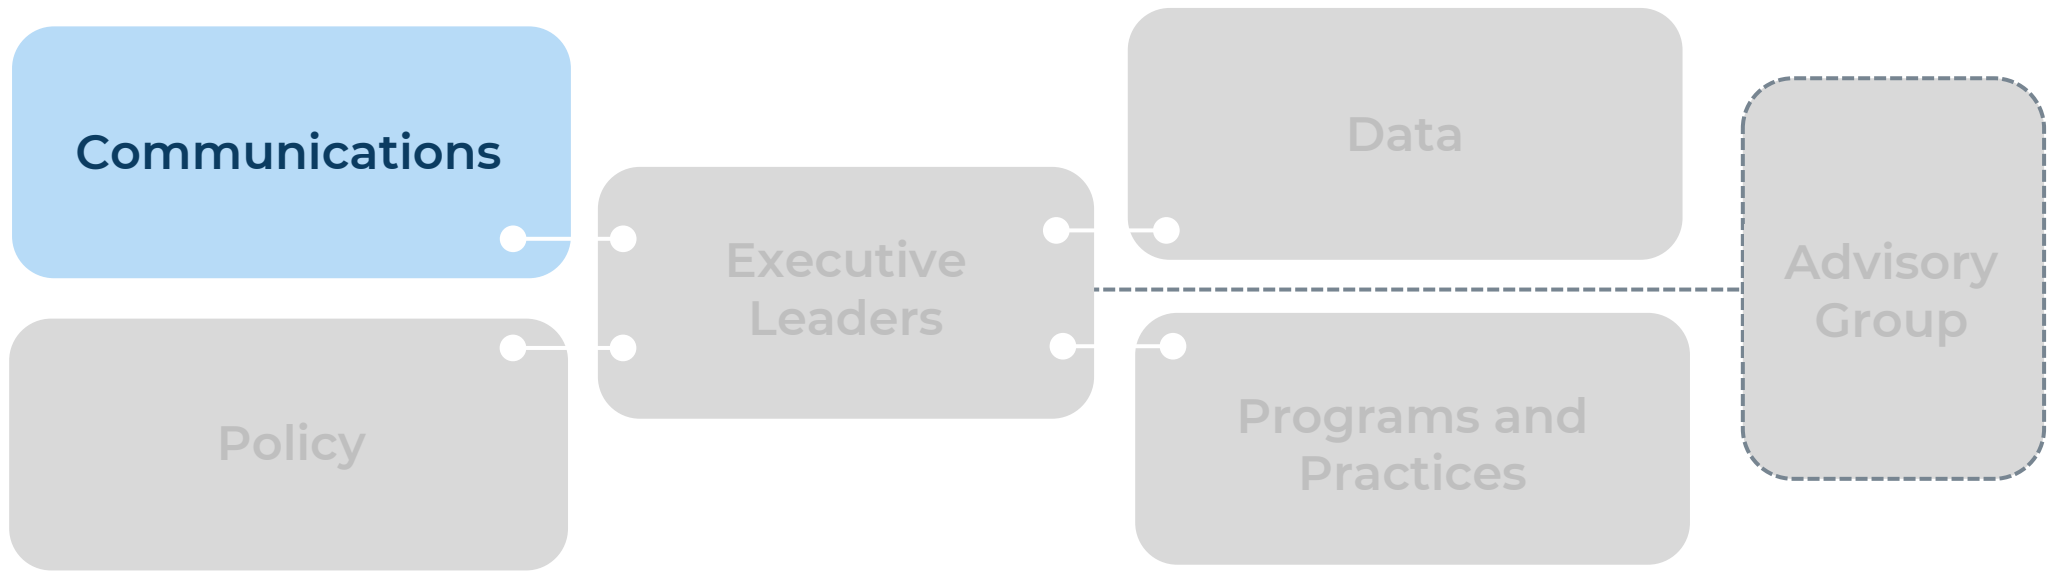 Communications
Policy
Executive
Leaders
Data
Programs and
Practices
Advisory
Group